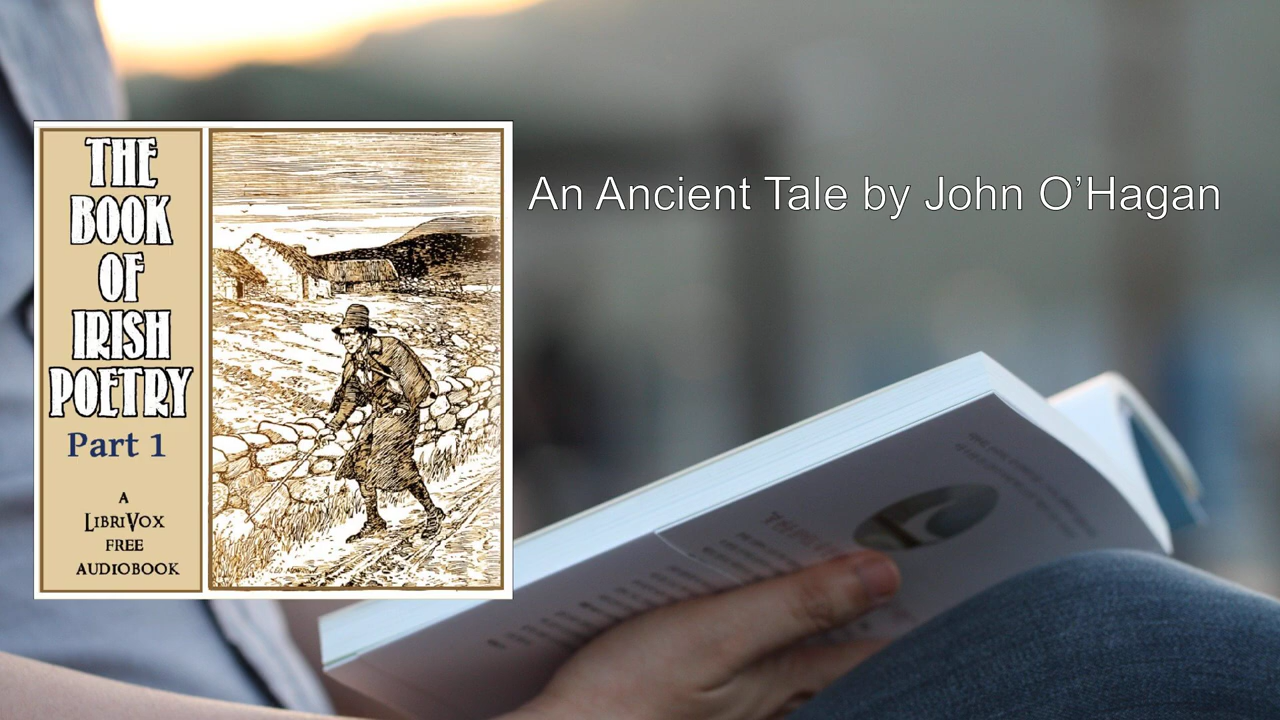 THE
BOOK
OF
IRISH
POETRY
Part 1
A
LIBRIVOX
FREE
AUDIOBOOK
An Ancient Tale by John O’Hagan